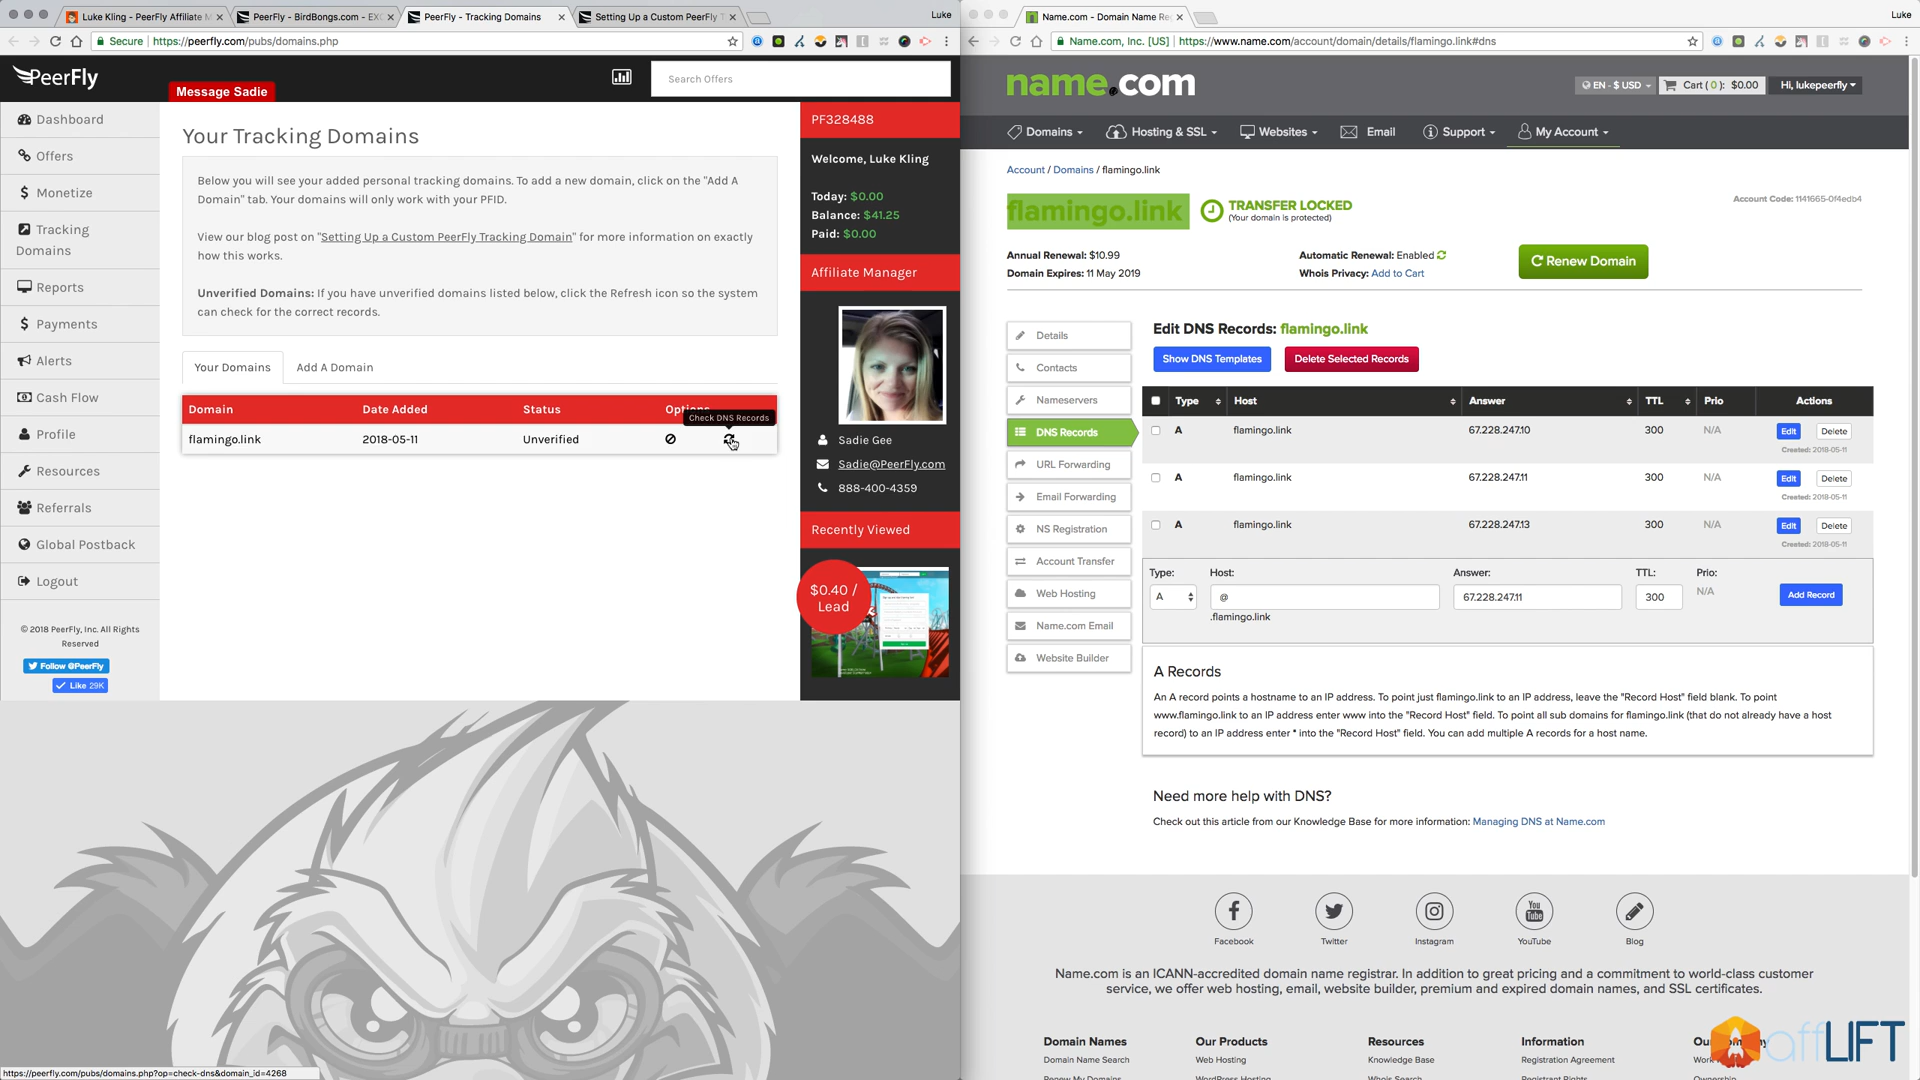 Luke Kling - PeerFly Affiliate M
PeerFly - BirdBongs.com - EXC
PeerFly - Tracking Domains
Setting Up a Custom PeerFly T
Luke
Secure
https://peerfly.com/pubs/domains.php
PeerFly
Message Sadie
Search Offers
Dashboard
Offers
Monetize
Tracking
Domains
Reports
Payments
Alerts
Cash Flow
Profile
Resources
Referrals
Global Postback
Logout
© 2018 PeerFly, Inc. All Rights
Reserved
Follow @PeerFly
Like 29K
Your Tracking Domains
Below you will see your added personal tracking domains. To add a new domain, click on the "Add A
Domain" tab. Your domains will only work with your PFID.
View our blog post on "Setting Up a Custom PeerFly Tracking Domain" for more information on exactly
how this works.
Unverified Domains: If you have unverified domains listed below, click the Refresh icon so the system
can check for the correct records.
Your Domains
Add A Domain
Domain Date Added Status Options
Check DNS Records
flamingo.link 2018-05-11 Unverified
PF328488
Welcome, Luke Kling
Today: $0.00
Balance: $41.25
Paid: $0.00
Affiliate Manager
Sadie Gee
Sadie@PeerFly.com
888-400-4359
Recently Viewed
$0.40 /
Lead
https://peerfly.com/pubs/domains.php?op=check-dns&domain_id=4268
Name.com - Domain Name Re
Luke
Name.com, Inc. [US]
https://www.name.com/account/domain/details/flamingo.link#dns
name.com
EN - $ USD
Cart ( 0 ): $0.00
Hi, lukepeerfly
Domains
Hosting & SSL
Websites
Email
Support
My Account
Account / Domains / flamingo.link
flamingo.link
TRANSFER LOCKED
(Your domain is protected)
Account Code: 1141665-0f4edb4
Annual Renewal: $10.99
Domain Expires: 11 May 2019
Automatic Renewal: Enabled
Whois Privacy: Add to Cart
Renew Domain
Details
Contacts
Nameservers
DNS Records
URL Forwarding
Email Forwarding
NS Registration
Account Transfer
Web Hosting
Name.com Email
Website Builder
Edit DNS Records: flamingo.link
Show DNS Templates
Delete Selected Records
Type Host Answer TTL Prio Actions
A flamingo.link 67.228.247.10 300 N/A Edit Delete
Created: 2018-05-11
A flamingo.link 67.228.247.11 300 N/A Edit Delete
Created: 2018-05-11
A flamingo.link 67.228.247.13 300 N/A Edit Delete
Created: 2018-05-11
Type: Host: Answer: TTL: Prio:
A @ 67.228.247.11 300 N/A Add Record
.flamingo.link
A Records
An A record points a hostname to an IP address. To point just flamingo.link to an IP address, leave the "Record Host" field blank. To point
www.flamingo.link to an IP address enter www into the "Record Host" field. To point all sub domains for flamingo.link (that do not already have a host
record) to an IP address enter * into the "Record Host" field. You can add multiple A records for a host name.
Need more help with DNS?
Check out this article from our Knowledge Base for more information: Managing DNS at Name.com
Facebook
Twitter
Instagram
You
Tube
YouTube
Blog
Name.com is an ICANN-accredited domain name registrar. In addition to great pricing and a commitment to world-class customer
service, we offer web hosting, email, website builder, premium and expired domain names, and SSL certificates.
Domain Names Our Products Resources Information
Domain Name Search Web Hosting Knowledge Base Registration Agreement
Renew My Domains WordPress Hosting Whois Search Registrant Rights
affLIFT